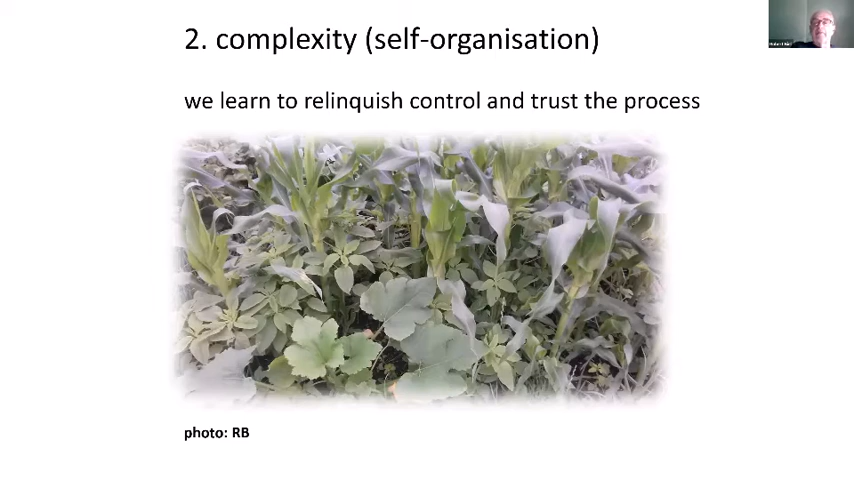 2. complexity (self-organisation)
we learn to relinquish control and trust the process
photo: RB